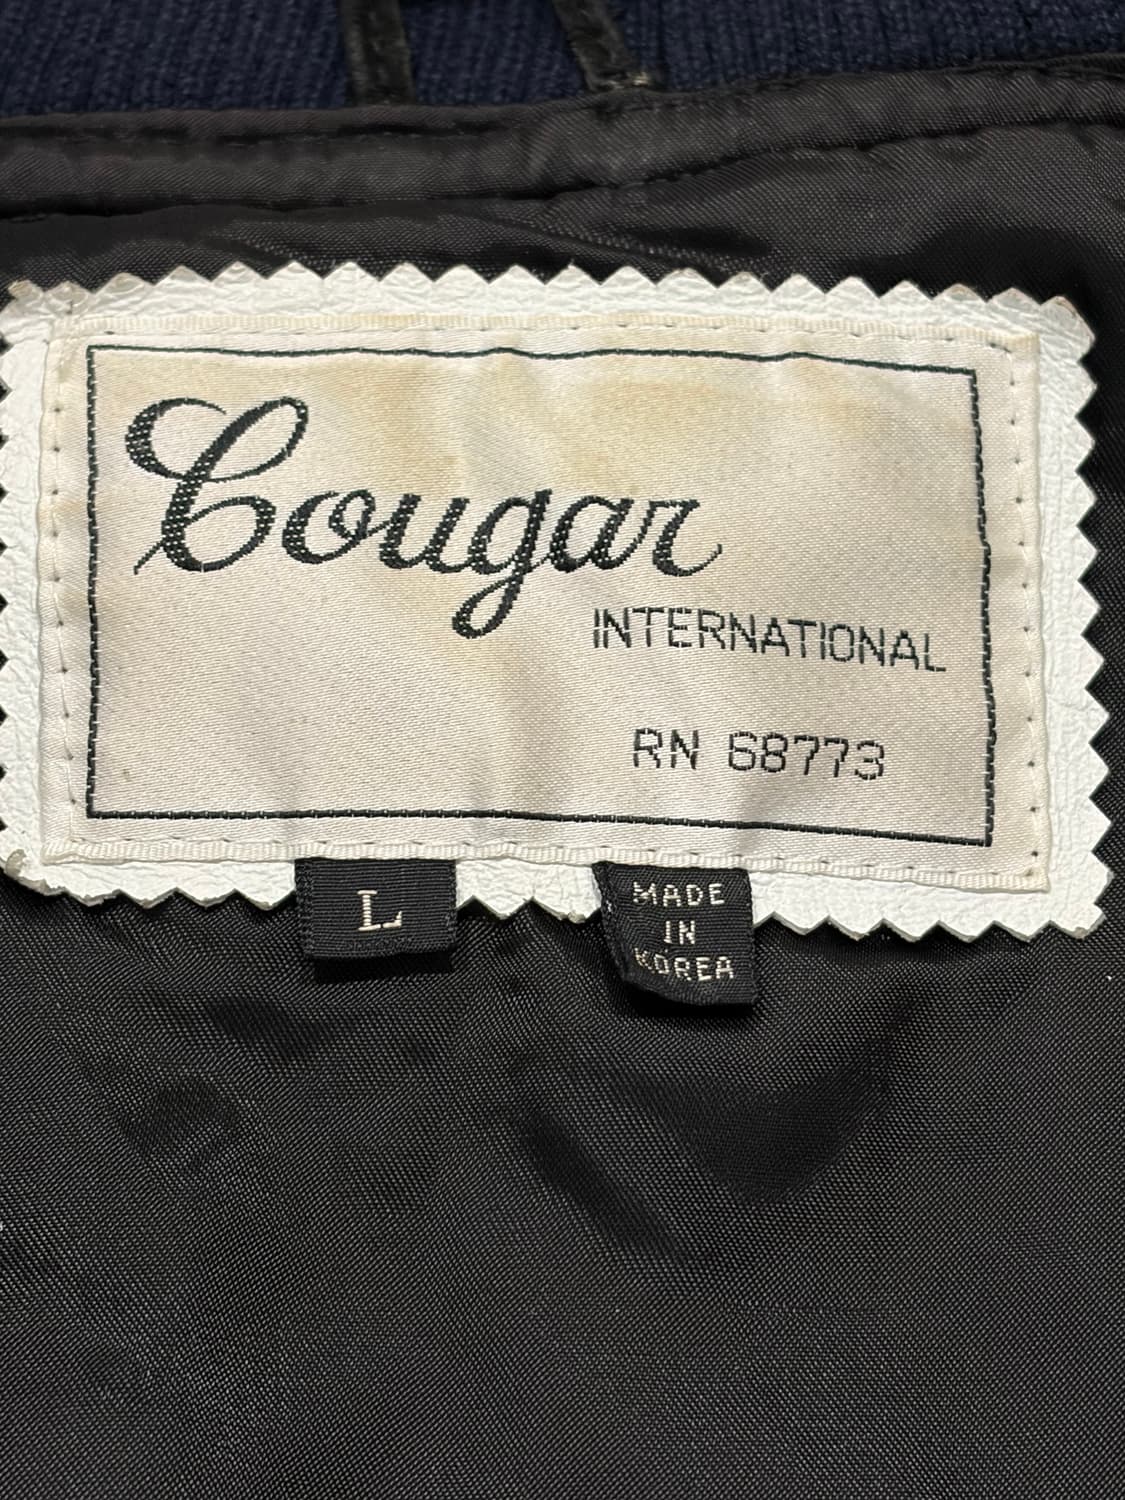 Cougar
INTERNATIONAL
RN 68773
L
MADE
IN
KOREA